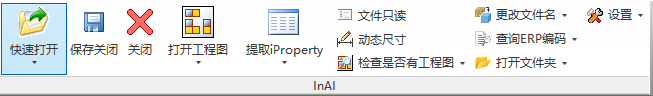 快速打开
保存关闭
关闭
打开工程图
提取iProperty
文件只读
动态尺寸
检查是否有工程图
更改文件名
查询ERP编码
打开文件夹
设置
InAI